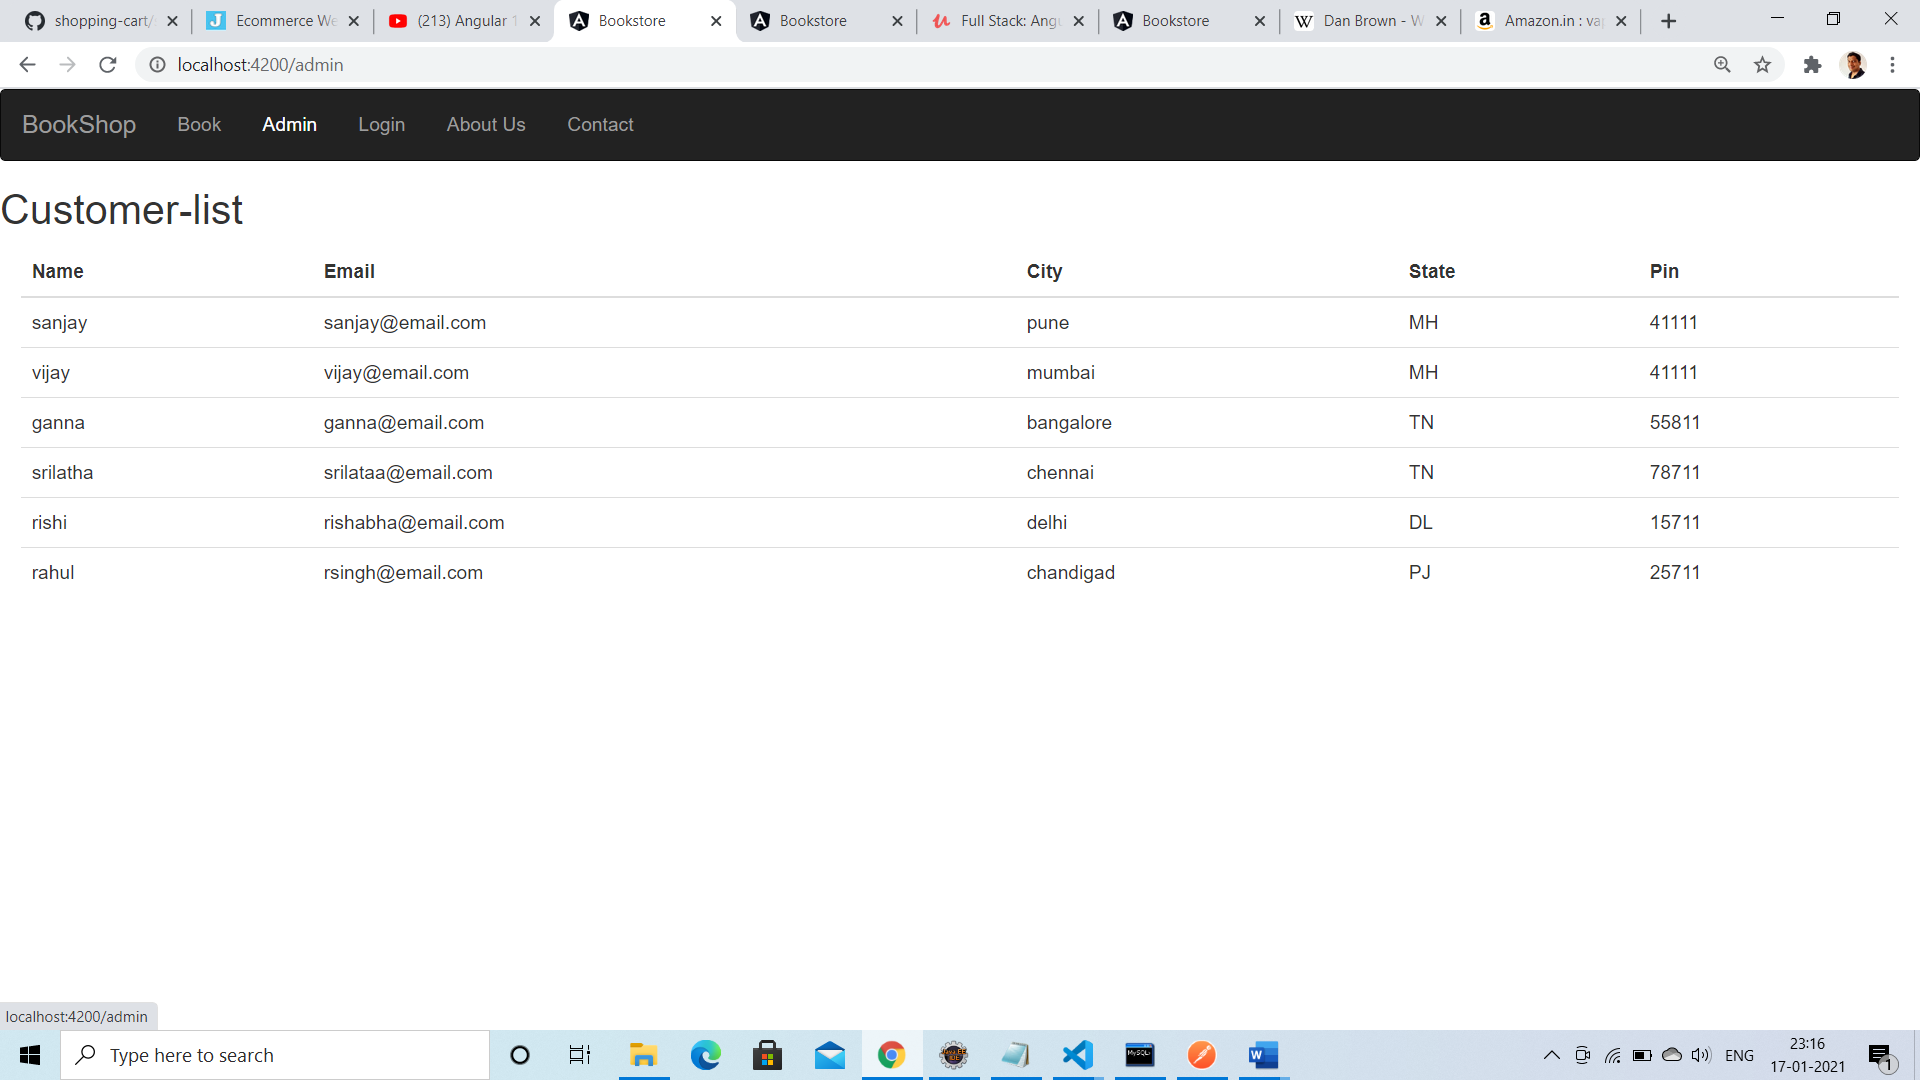 shopping-cart/ Ecommerce We (213) Angular 1 Bookstore Bookstore Full Stack: Ang Bookstore Dan Brown - W Amazon.in : va
localhost:4200/admin
BookShop Book Admin Login About Us Contact
Customer-list
Name Email City State Pin
sanjay sanjay@email.com pune MH 41111
vijay vijay@email.com mumbai MH 41111
ganna ganna@email.com bangalore TN 55811
srilatha srilataa@email.com chennai TN 78711
rishi rishabha@email.com delhi DL 15711
rahul rsingh@email.com chandigad PJ 25711
localhost:4200/admin
Type here to search
MySQL
ENG
23:16
17-01-2021
1